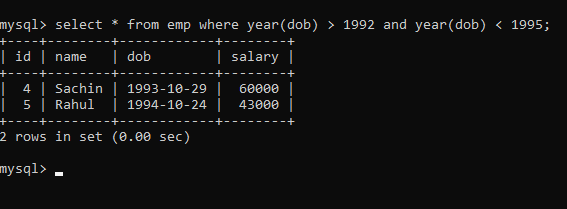 mysql> select * from emp where year(dob) > 1992 and year(dob) < 1995;
+----+--------+------------+--------+
| id | name   | dob        | salary |
+----+--------+------------+--------+
|  4 | Sachin | 1993-10-29 |  60000 |
|  5 | Rahul  | 1994-10-24 |  43000 |
+----+--------+------------+--------+
2 rows in set (0.00 sec)
mysql> _